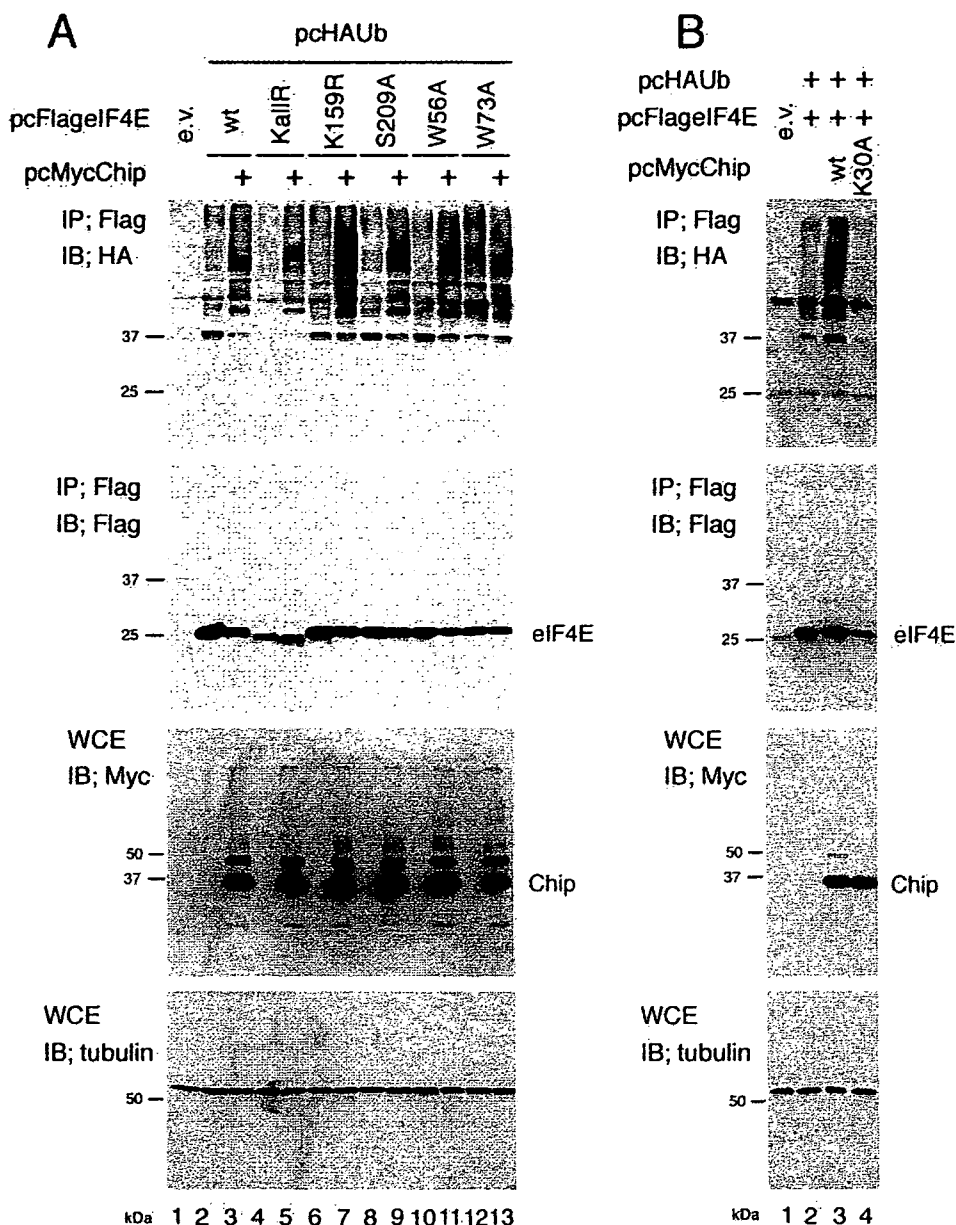 A
pcHAUb
pcFlageIF4E e.v. wt KallR K159R S209A W56A W73A
pcMycChip + + + + + +
IP; Flag
IB; HA
37
25
IP; Flag
IB; Flag
37
25
eIF4E
WCE
IB; Myc
50
37
Chip
WCE
IB; tubulin
50
kDa 1 2 3 4 5 6 7 8 9 10 11 12 13
B
pcHAUb + + +
pcFlageIF4E e.v. + + +
pcMycChip wt K30A
IP; Flag
IB; HA
37
25
IP; Flag
IB; Flag
37
25
eIF4E
WCE
IB; Myc
50
37
Chip
WCE
IB; tubulin
50
kDa 1 2 3 4